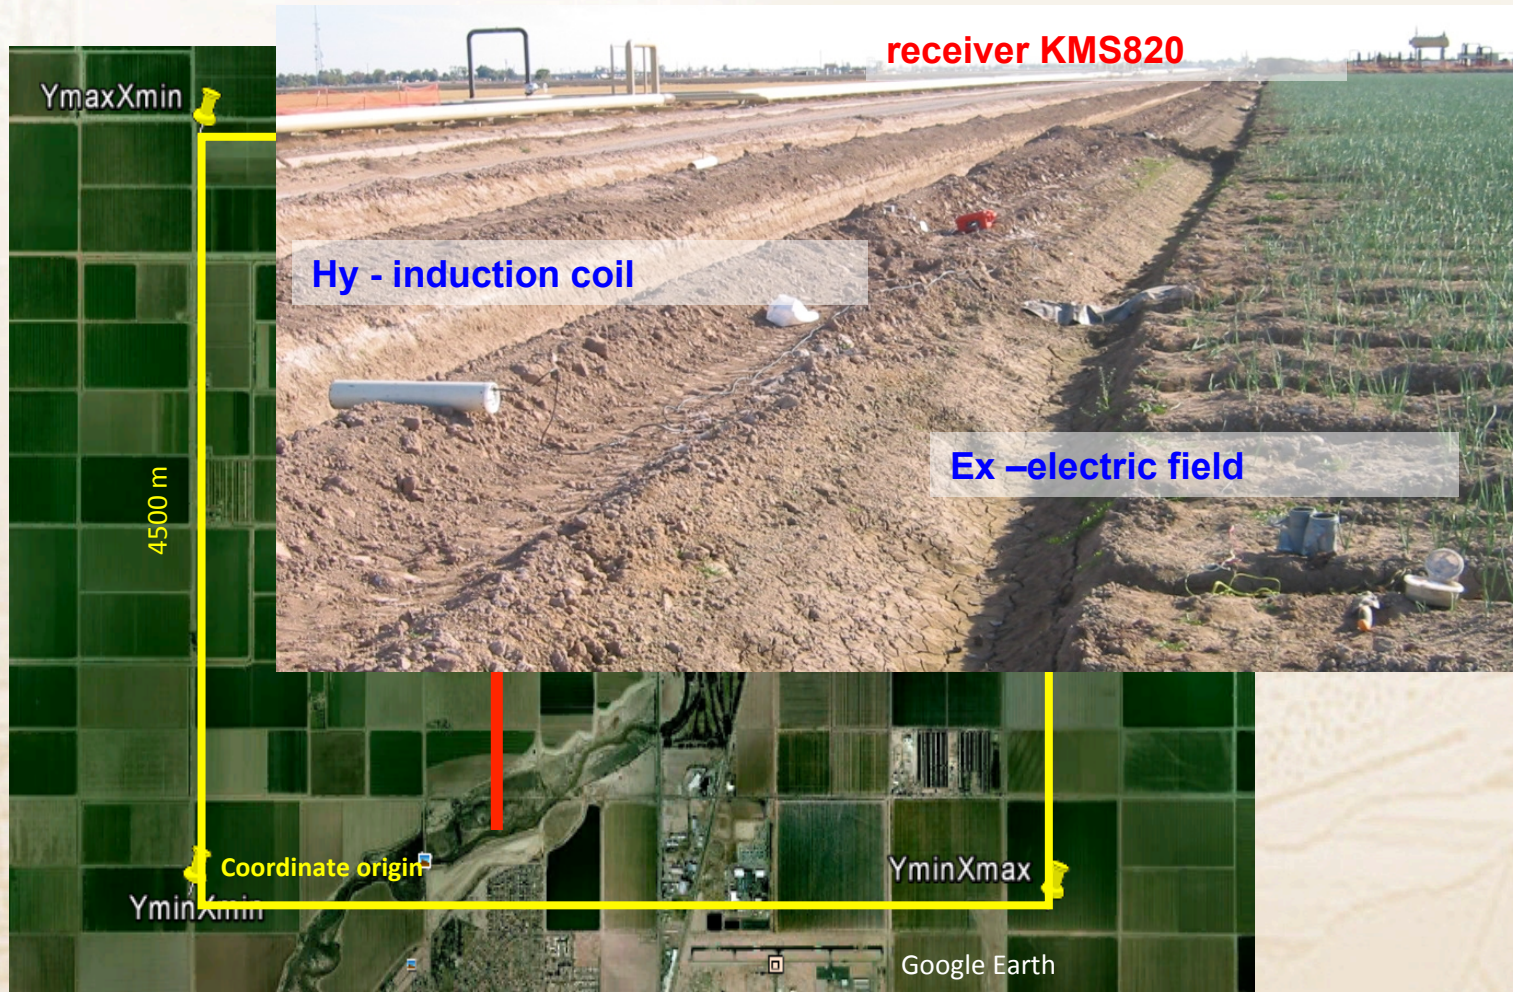 receiver KMS820
YmaxXmin
Hy - induction coil
Ex –electric field
4500 m
Coordinate origin
YminXmax
YminXmin
Google Earth